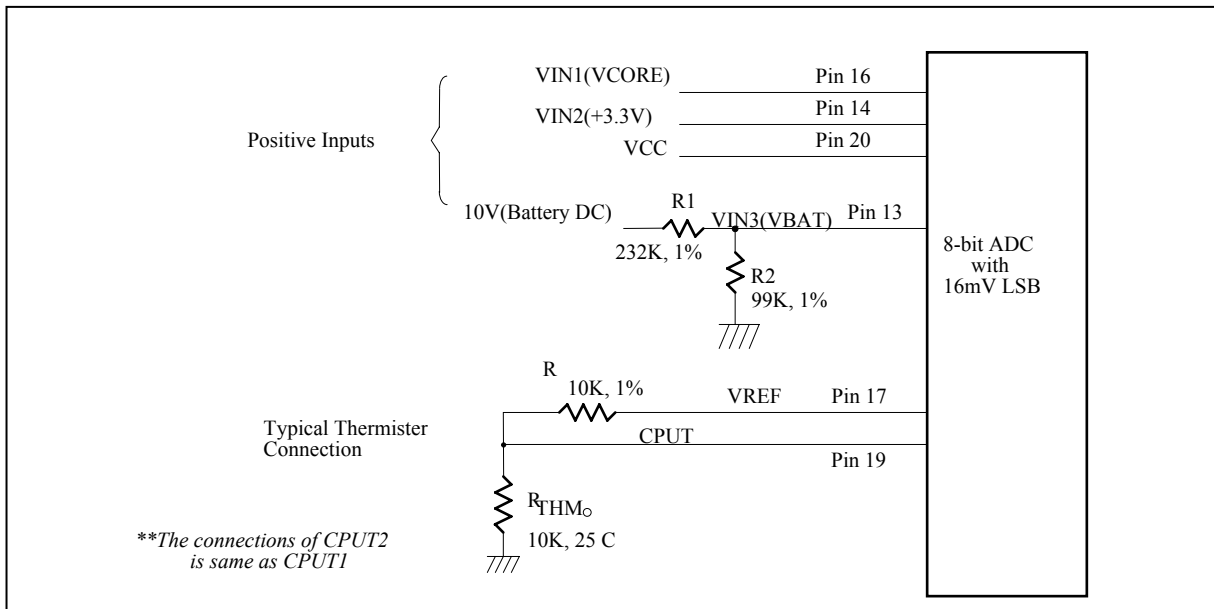 VIN1(VCORE)
Pin 16
VIN2(+3.3V)
Pin 14
VCC
Pin 20
Positive Inputs
10V(Battery DC)
R1
232K, 1%
VIN3(VBAT)
Pin 13
R2
99K, 1%
8-bit ADC
with
16mV LSB
R
10K, 1%
VREF
Pin 17
Typical Thermister
Connection
CPUT
Pin 19
RTHM
10K, 25 °C
**The connections of CPUT2
is same as CPUT1